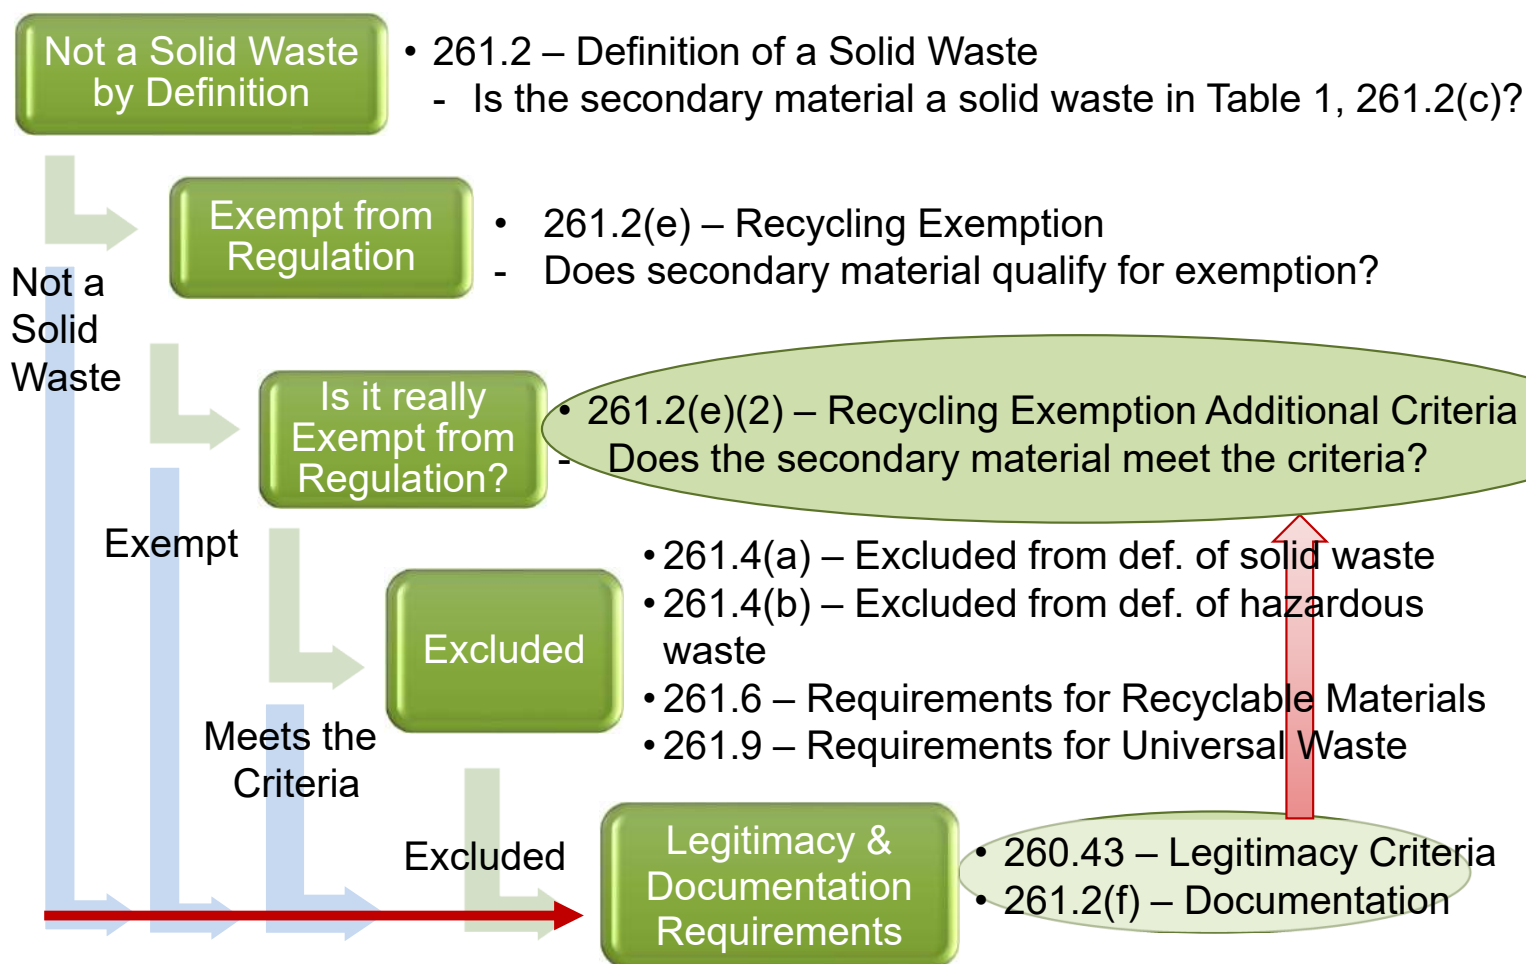 Not a Solid Waste
by Definition
• 261.2 – Definition of a Solid Waste
- Is the secondary material a solid waste in Table 1, 261.2(c)?
Exempt from
Regulation
• 261.2(e) – Recycling Exemption
- Does secondary material qualify for exemption?
Not a
Solid
Waste
Is it really
Exempt from
Regulation?
• 261.2(e)(2) – Recycling Exemption Additional Criteria
- Does the secondary material meet the criteria?
Exempt
Excluded
• 261.4(a) – Excluded from def. of solid waste
• 261.4(b) – Excluded from def. of hazardous
waste
• 261.6 – Requirements for Recyclable Materials
• 261.9 – Requirements for Universal Waste
Meets the
Criteria
Excluded
Legitimacy &
Documentation
Requirements
• 260.43 – Legitimacy Criteria
• 261.2(f) – Documentation